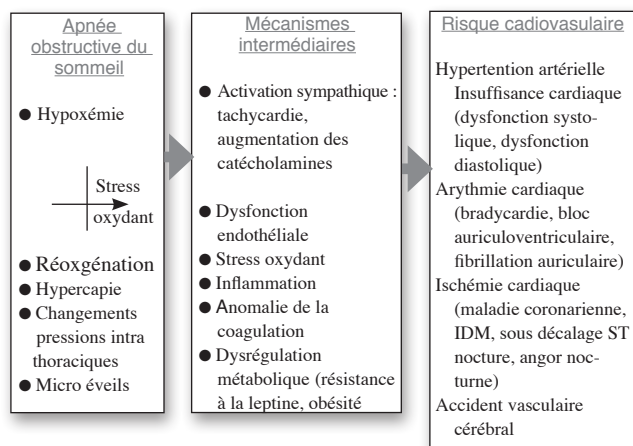 Apnée
obstructive du
sommeil
● Hypoxémie
Stress
oxydant
● Réoxgénation
● Hypercapie
● Changements
pressions intra
thoraciques
● Micro éveils
Mécanismes
intermédiaires
● Activation sympathique :
tachycardie,
augmentation des
catécholamines
● Dysfonction
endothéliale
● Stress oxydant
● Inflammation
● Anomalie de la
coagulation
● Dysrégulation
métabolique (résistance
à la leptine, obésité
Risque cadiovasulaire
Hypertention artérielle
Insuffisance cardiaque
(dysfonction systo-
lique, dysfonction
diastolique)
Arythmie cardiaque
(bradycardie, bloc
auriculoventriculaire,
fibrillation auriculaire)
Ischémie cardiaque
(maladie coronarienne,
IDM, sous décalage ST
nocture, angor noc-
turne)
Accident vasculaire
cérébral